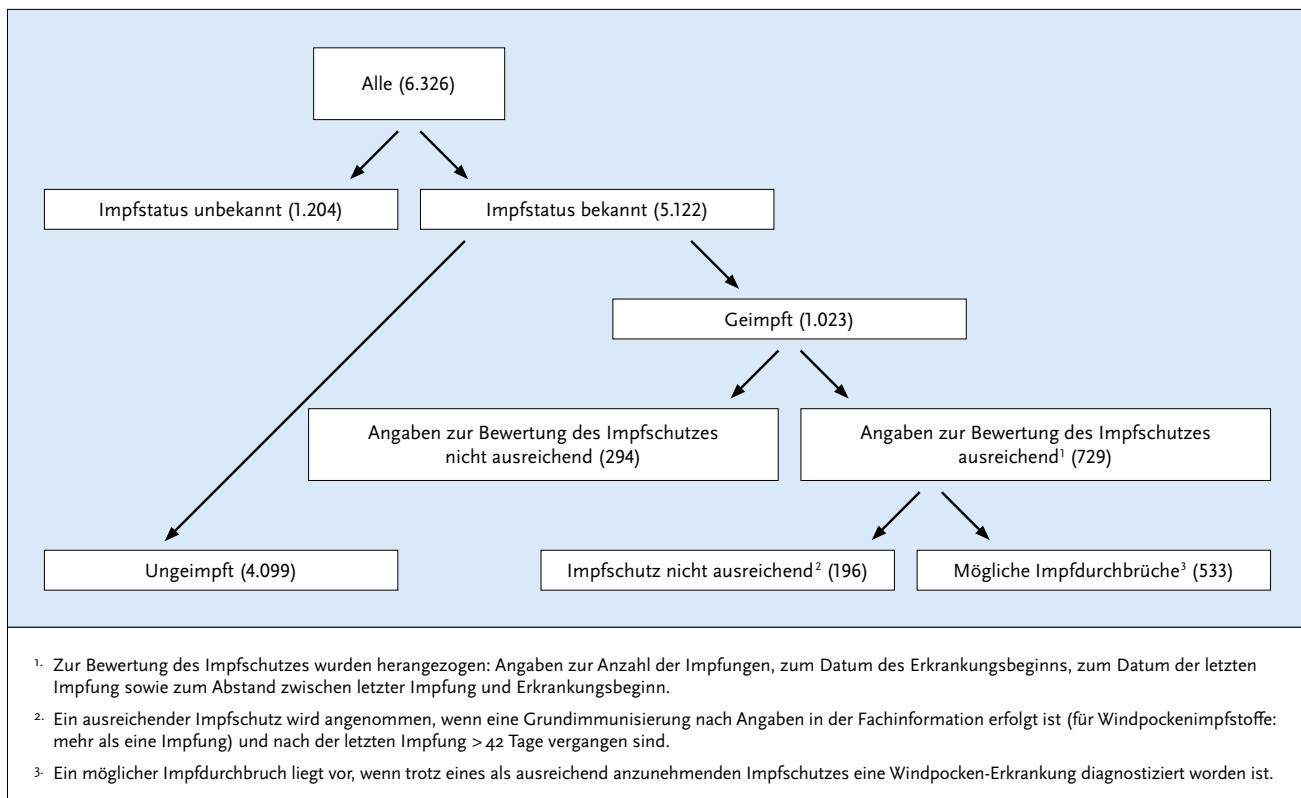 Alle (6.326)
Impfstatus unbekannt (1.204)
Impfstatus bekannt (5.122)
Geimpft (1.023)
Angaben zur Bewertung des Impfschutzes
nicht ausreichend (294)
Angaben zur Bewertung des Impfschutzes
ausreichend¹ (729)
Ungeimpft (4.099)
Impfschutz nicht ausreichend² (196)
Mögliche Impfdurchbrüche³ (533)
1. Zur Bewertung des Impfschutzes wurden herangezogen: Angaben zur Anzahl der Impfungen, zum Datum des Erkrankungsbeginns, zum Datum der letzten
Impfung sowie zum Abstand zwischen letzter Impfung und Erkrankungsbeginn.
2. Ein ausreichender Impfschutz wird angenommen, wenn eine Grundimmunisierung nach Angaben in der Fachinformation erfolgt ist (für Windpockenimpfstoffe:
mehr als eine Impfung) und nach der letzten Impfung > 42 Tage vergangen sind.
3. Ein möglicher Impfdurchbruch liegt vor, wenn trotz eines als ausreichend anzunehmenden Impfschutzes eine Windpocken-Erkrankung diagnostiziert worden ist.